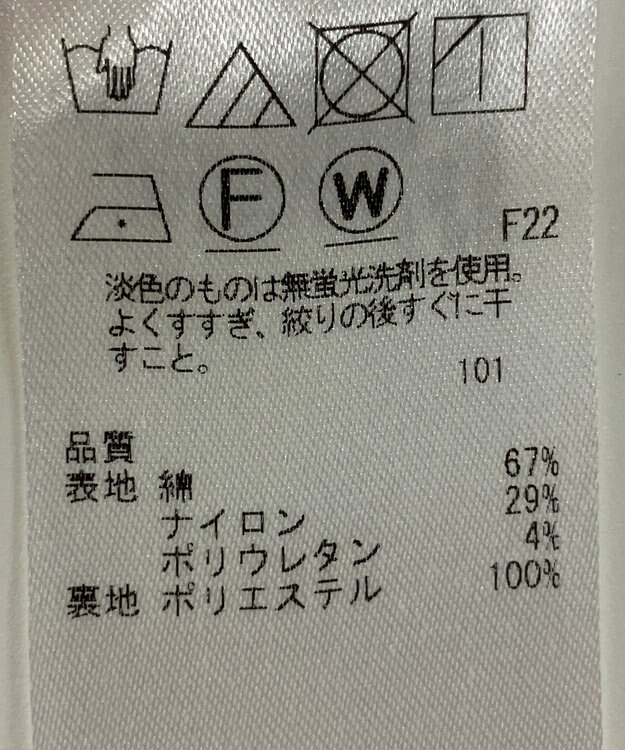 F W
F22
淡色のものは無蛍光洗剤を使用。
よくすすぎ、絞りの後すぐに干
すこと。
101
品質
表地 綿 67%
ナイロン 29%
ポリウレタン 4%
裏地 ポリエステル 100%